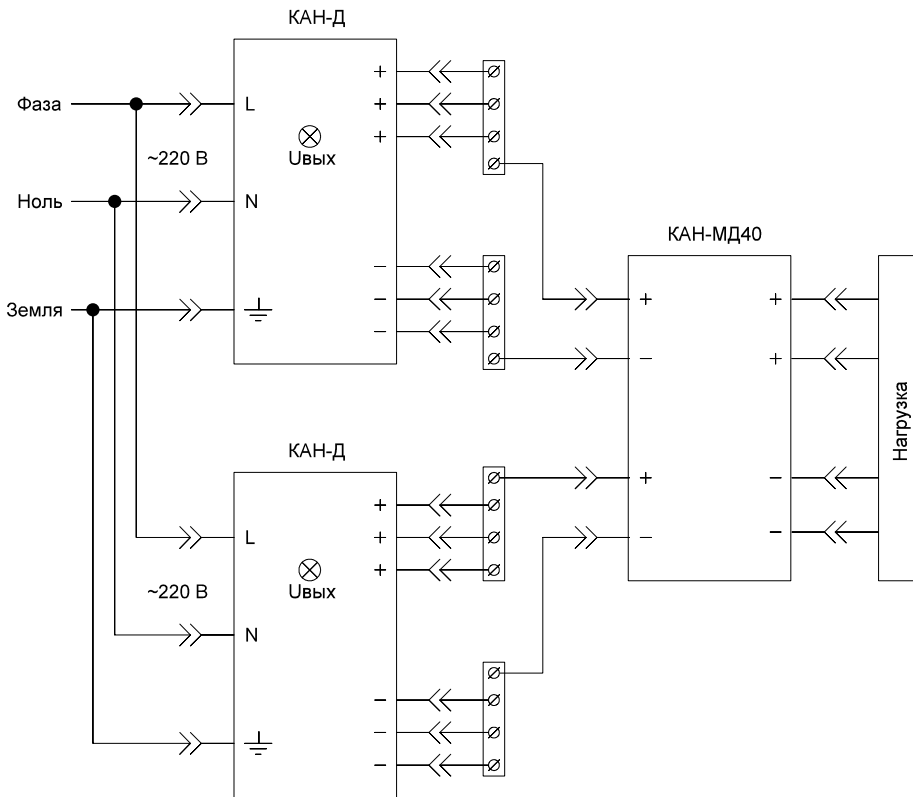 КАН-Д
+
Фаза
L
+
+
~220 В
Uвых
Ноль
N
КАН-МД40
−
Земля
−
+
+
−
−
+
Нагрузка
КАН-Д
+
−
+
L
+
−
−
+
~220 В
Uвых
N
−
−
−